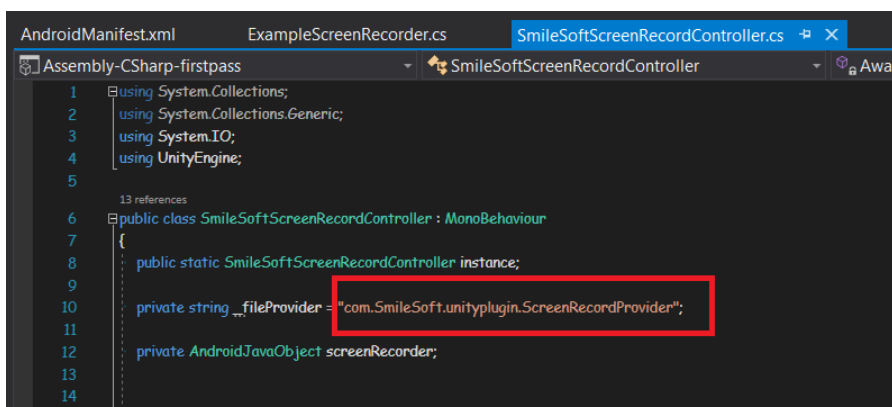 AndroidManifest.xml ExampleScreenRecorder.cs SmileSoftScreenRecordController.cs
Assembly-CSharp-firstpass SmileSoftScreenRecordController Awa
1 using System.Collections;
2 using System.Collections.Generic;
3 using System.IO;
4 using UnityEngine;
5
13 references
6 public class SmileSoftScreenRecordController : MonoBehaviour
7 {
8 public static SmileSoftScreenRecordController instance;
9
10 private string _fileProvider = "com.SmileSoft.unityplugin.ScreenRecordProvider";
11
12 private AndroidJavaObject screenRecorder;
13
14